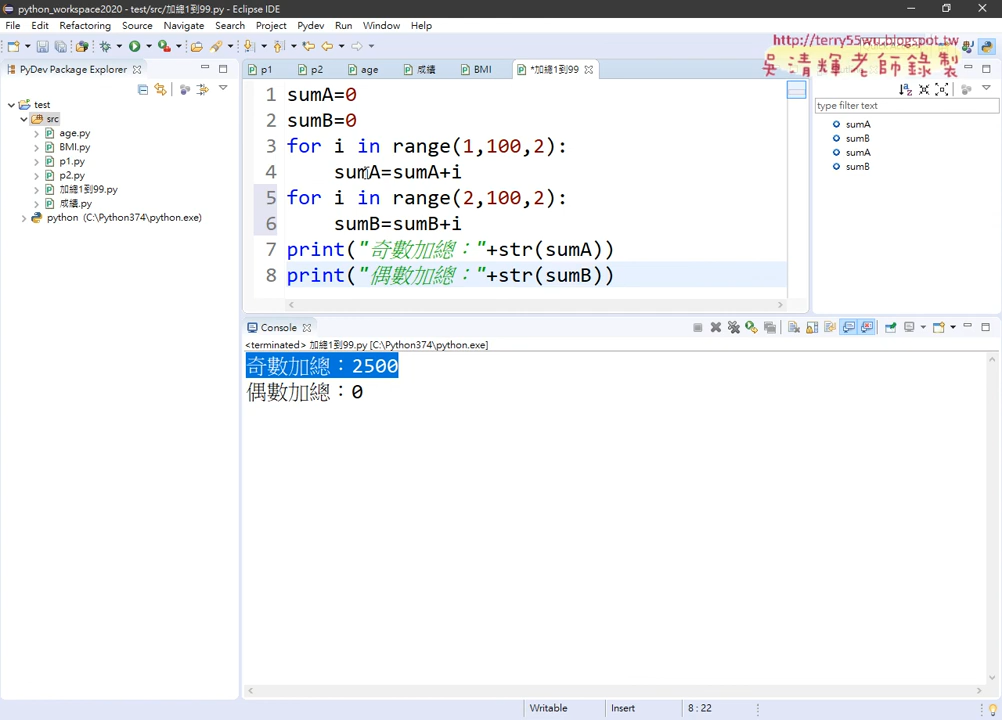 python_workspace2020 - test/src/加總1到99.py - Eclipse IDE
File Edit Refactoring Source Navigate Search Project Pydev Run Window Help
http://terry55wu.blogspot.tw
吳清輝老師錄製
PyDev Package Explorer
p1 p2 age 成績 BMI *加總1到99
test
src
age.py
BMI.py
p1.py
p2.py
加總1到99.py
成績.py
python (C:\Python374\python.exe)
1 sumA=0
2 sumB=0
3 for i in range(1,100,2):
4 sumA=sumA+i
5 for i in range(2,100,2):
6 sumB=sumB+i
7 print("奇數加總："+str(sumA))
8 print("偶數加總："+str(sumB))
type filter text
sumA
sumB
sumA
sumB
Console
<terminated> 加總1到99.py [C:\Python374\python.exe]
奇數加總：2500
偶數加總：0
Writable Insert 8 : 22